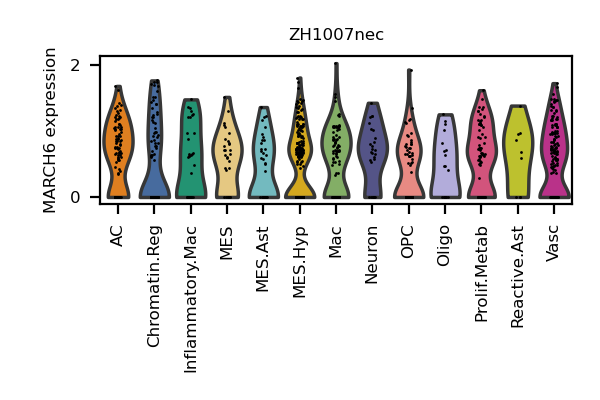 ZH1007nec
MARCH6 expression
2
0
AC
Chromatin.Reg
Inflammatory.Mac
MES
MES.Ast
MES.Hyp
Mac
Neuron
OPC
Oligo
Prolif.Metab
Reactive.Ast
Vasc